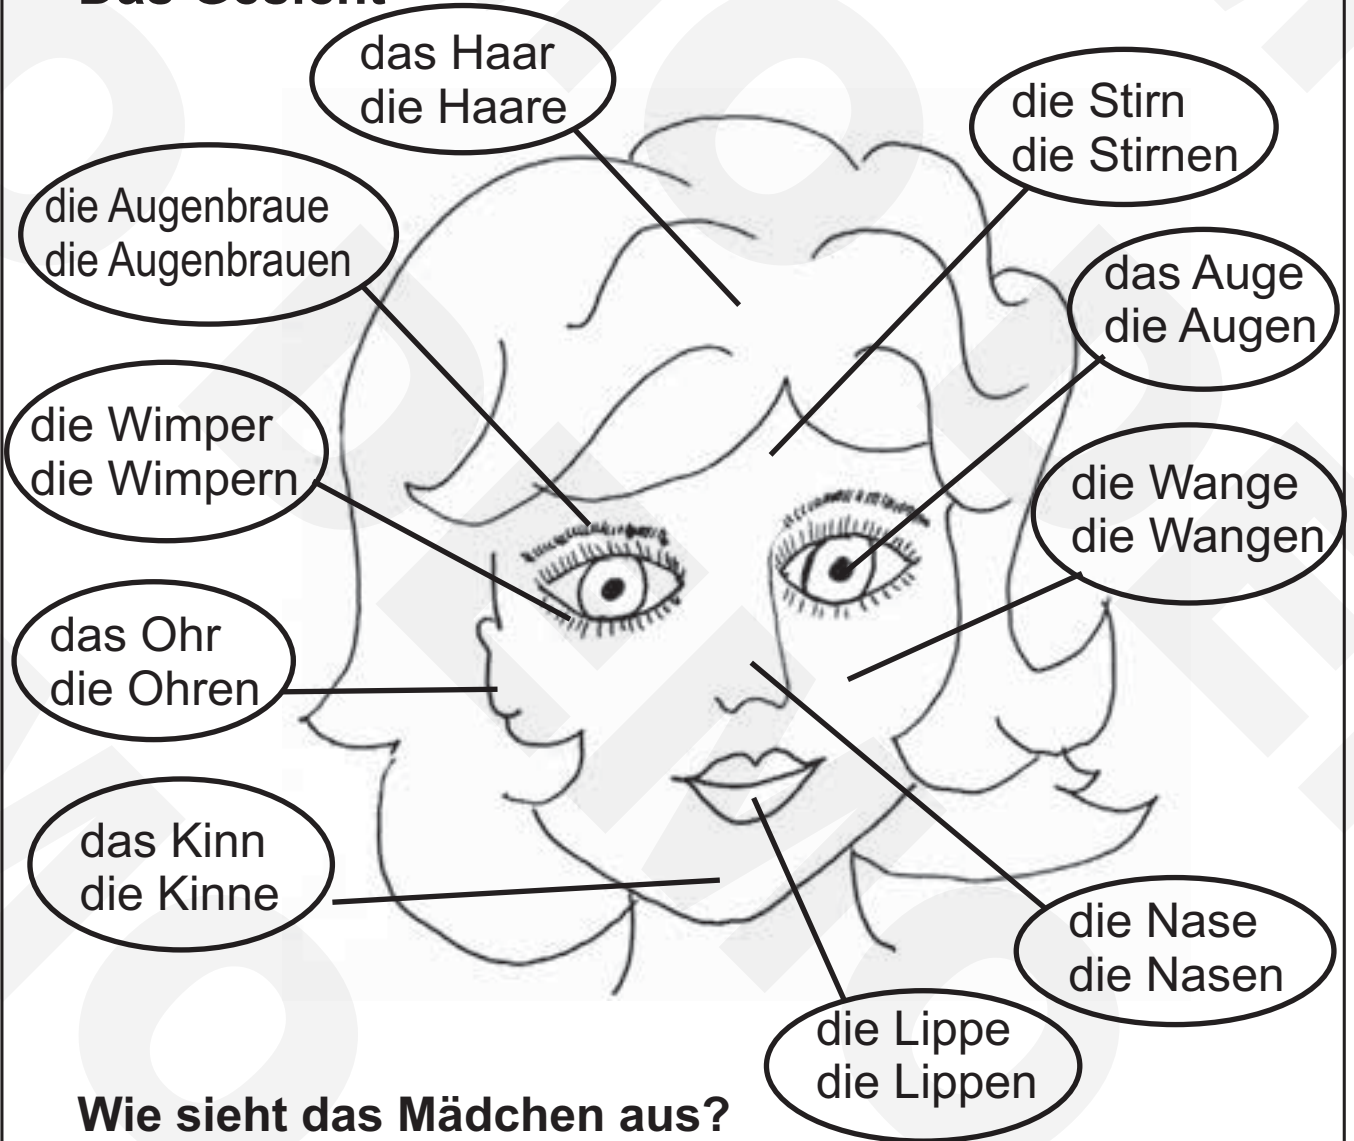 Das Gesicht
das Haar
die Haare
die Stirn
die Stirnen
die Augenbraue
die Augenbrauen
das Auge
die Augen
die Wimper
die Wimpern
die Wange
die Wangen
das Ohr
die Ohren
das Kinn
die Kinne
die Nase
die Nasen
die Lippe
die Lippen
Wie sieht das Mädchen aus?